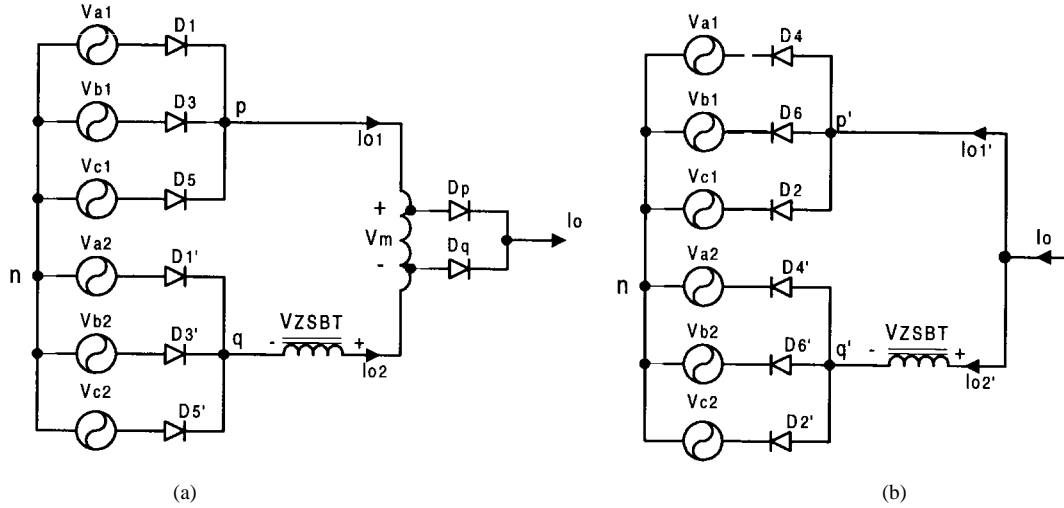 Va1
D1
Vb1
D3
p
Io1
Vc1
D5
Dp
+
Vm
-
Dq
Io
Va2
D1'
n
Vb2
D3'
q
VZSBT
-
+
Io2
Vc2
D5'
(a)
Va1
D4
Vb1
D6
p'
Io1'
Vc1
D2
Io
Va2
D4'
n
Vb2
D6'
q'
VZSBT
-
+
Io2'
Vc2
D2'
(b)